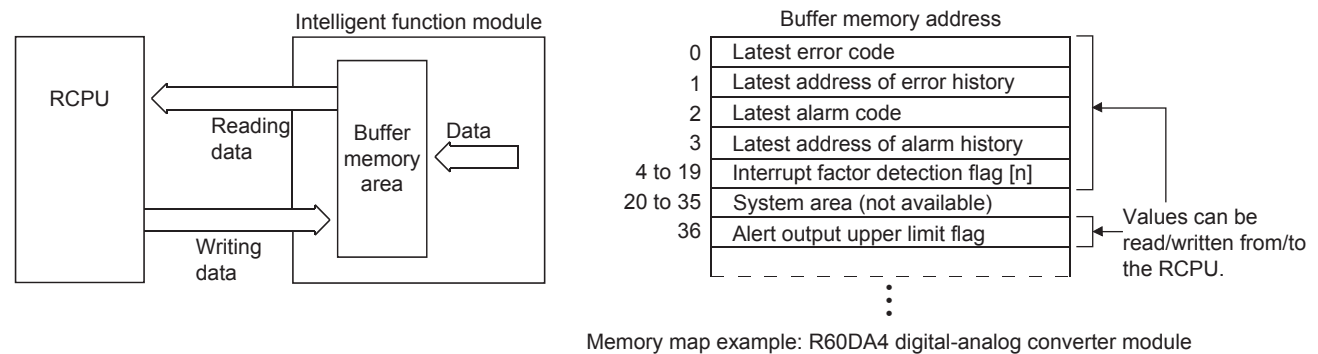 Intelligent function module
RCPU
Reading
data
Buffer
memory
area
Data
Writing
data
Buffer memory address
0 Latest error code
1 Latest address of error history
2 Latest alarm code
3 Latest address of alarm history
4 to 19 Interrupt factor detection flag [n]
20 to 35 System area (not available)
36 Alert output upper limit flag
Values can be
read/written from/to
the RCPU.
Memory map example: R60DA4 digital-analog converter module